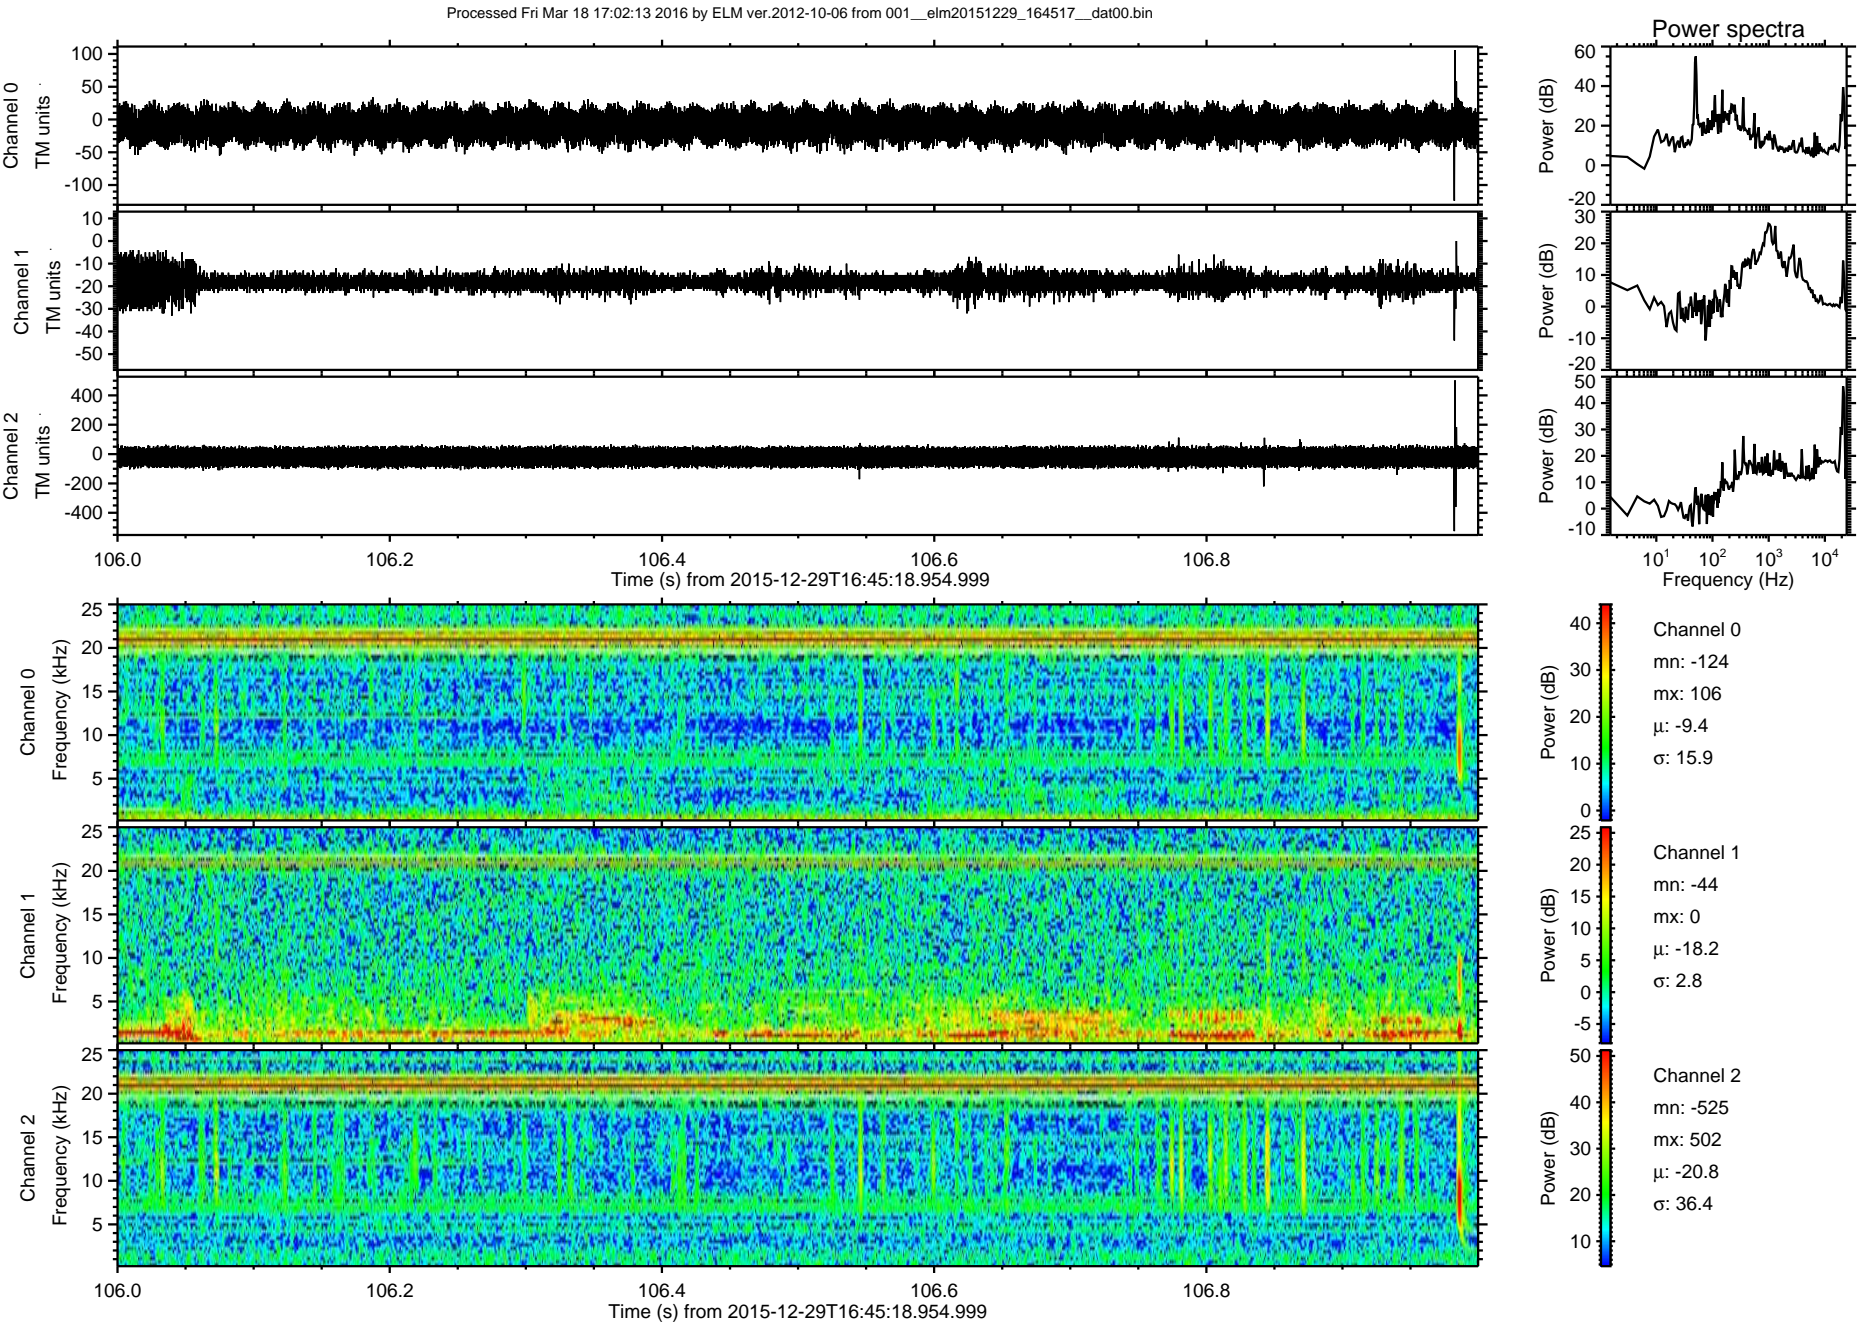 Processed Fri Mar 18 17:02:13 2016 by ELM ver.2012-10-06 from 001__elm20151229_164517__dat00.bin
Power spectra
Channel 0
TM units
100
50
0
-50
-100
Power (dB)
60
40
20
0
-20
Channel 1
TM units
10
0
-10
-20
-30
-40
-50
Power (dB)
30
20
10
0
-10
-20
Channel 2
TM units
400
200
0
-200
-400
Power (dB)
50
40
30
20
10
0
-10
106.0 106.2 106.4 106.6 106.8
Time (s) from 2015-12-29T16:45:18.954.999
10¹ 10² 10³ 10⁴
Frequency (Hz)
Channel 0
Frequency (kHz)
25
20
15
10
5
Power (dB)
40
30
20
10
0
Channel 0
mn: -124
mx: 106
μ: -9.4
σ: 15.9
Channel 1
Frequency (kHz)
25
20
15
10
5
Power (dB)
25
20
15
10
5
0
-5
Channel 1
mn: -44
mx: 0
μ: -18.2
σ: 2.8
Channel 2
Frequency (kHz)
25
20
15
10
5
Power (dB)
50
40
30
20
10
Channel 2
mn: -525
mx: 502
μ: -20.8
σ: 36.4
106.0 106.2 106.4 106.6 106.8
Time (s) from 2015-12-29T16:45:18.954.999